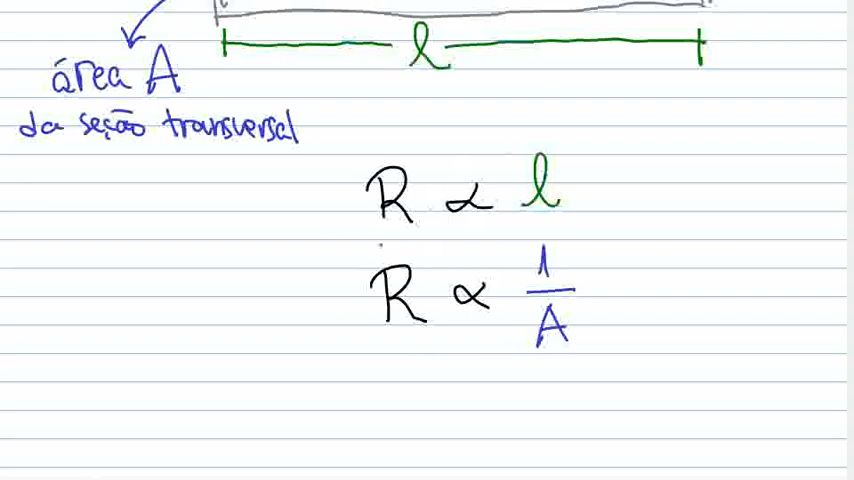 l
área A
da seção transversal
R ∝ l
R ∝ 1/A